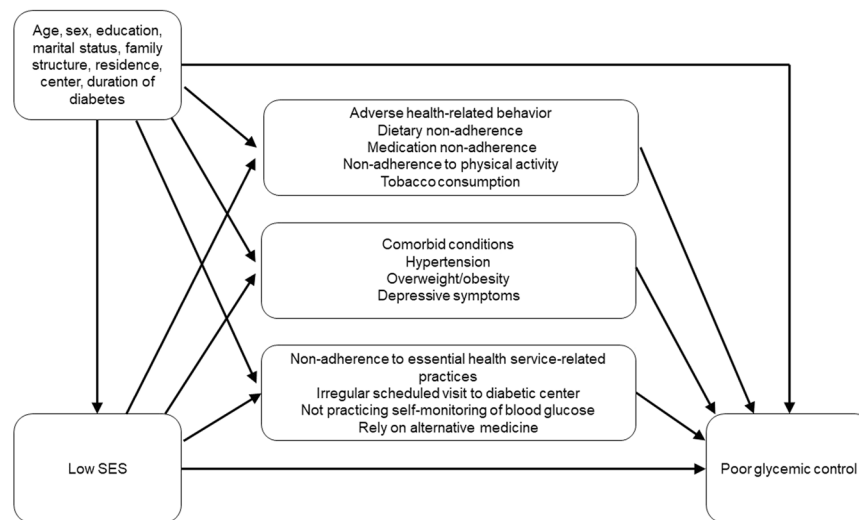 Age, sex, education,
marital status, family
structure, residence,
center, duration of
diabetes
Adverse health-related behavior
Dietary non-adherence
Medication non-adherence
Non-adherence to physical activity
Tobacco consumption
Comorbid conditions
Hypertension
Overweight/obesity
Depressive symptoms
Non-adherence to essential health service-related
practices
Irregular scheduled visit to diabetic center
Not practicing self-monitoring of blood glucose
Rely on alternative medicine
Low SES
Poor glycemic control